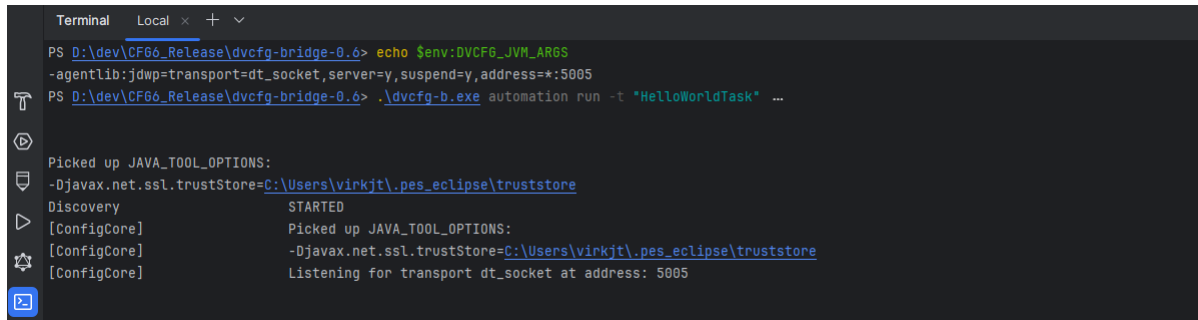 Terminal Local × + ⌄
PS D:\dev\CFG6_Release\dvcfg-bridge-0.6> echo $env:DVCFG_JVM_ARGS
-agentlib:jdwp=transport=dt_socket,server=y,suspend=y,address=*:5005
PS D:\dev\CFG6_Release\dvcfg-bridge-0.6> .\dvcfg-b.exe automation run -t "HelloWorldTask" …
Picked up JAVA_TOOL_OPTIONS:
-Djavax.net.ssl.trustStore=C:\Users\virkjt\.pes_eclipse\truststore
Discovery STARTED
[ConfigCore] Picked up JAVA_TOOL_OPTIONS:
[ConfigCore] -Djavax.net.ssl.trustStore=C:\Users\virkjt\.pes_eclipse\truststore
[ConfigCore] Listening for transport dt_socket at address: 5005